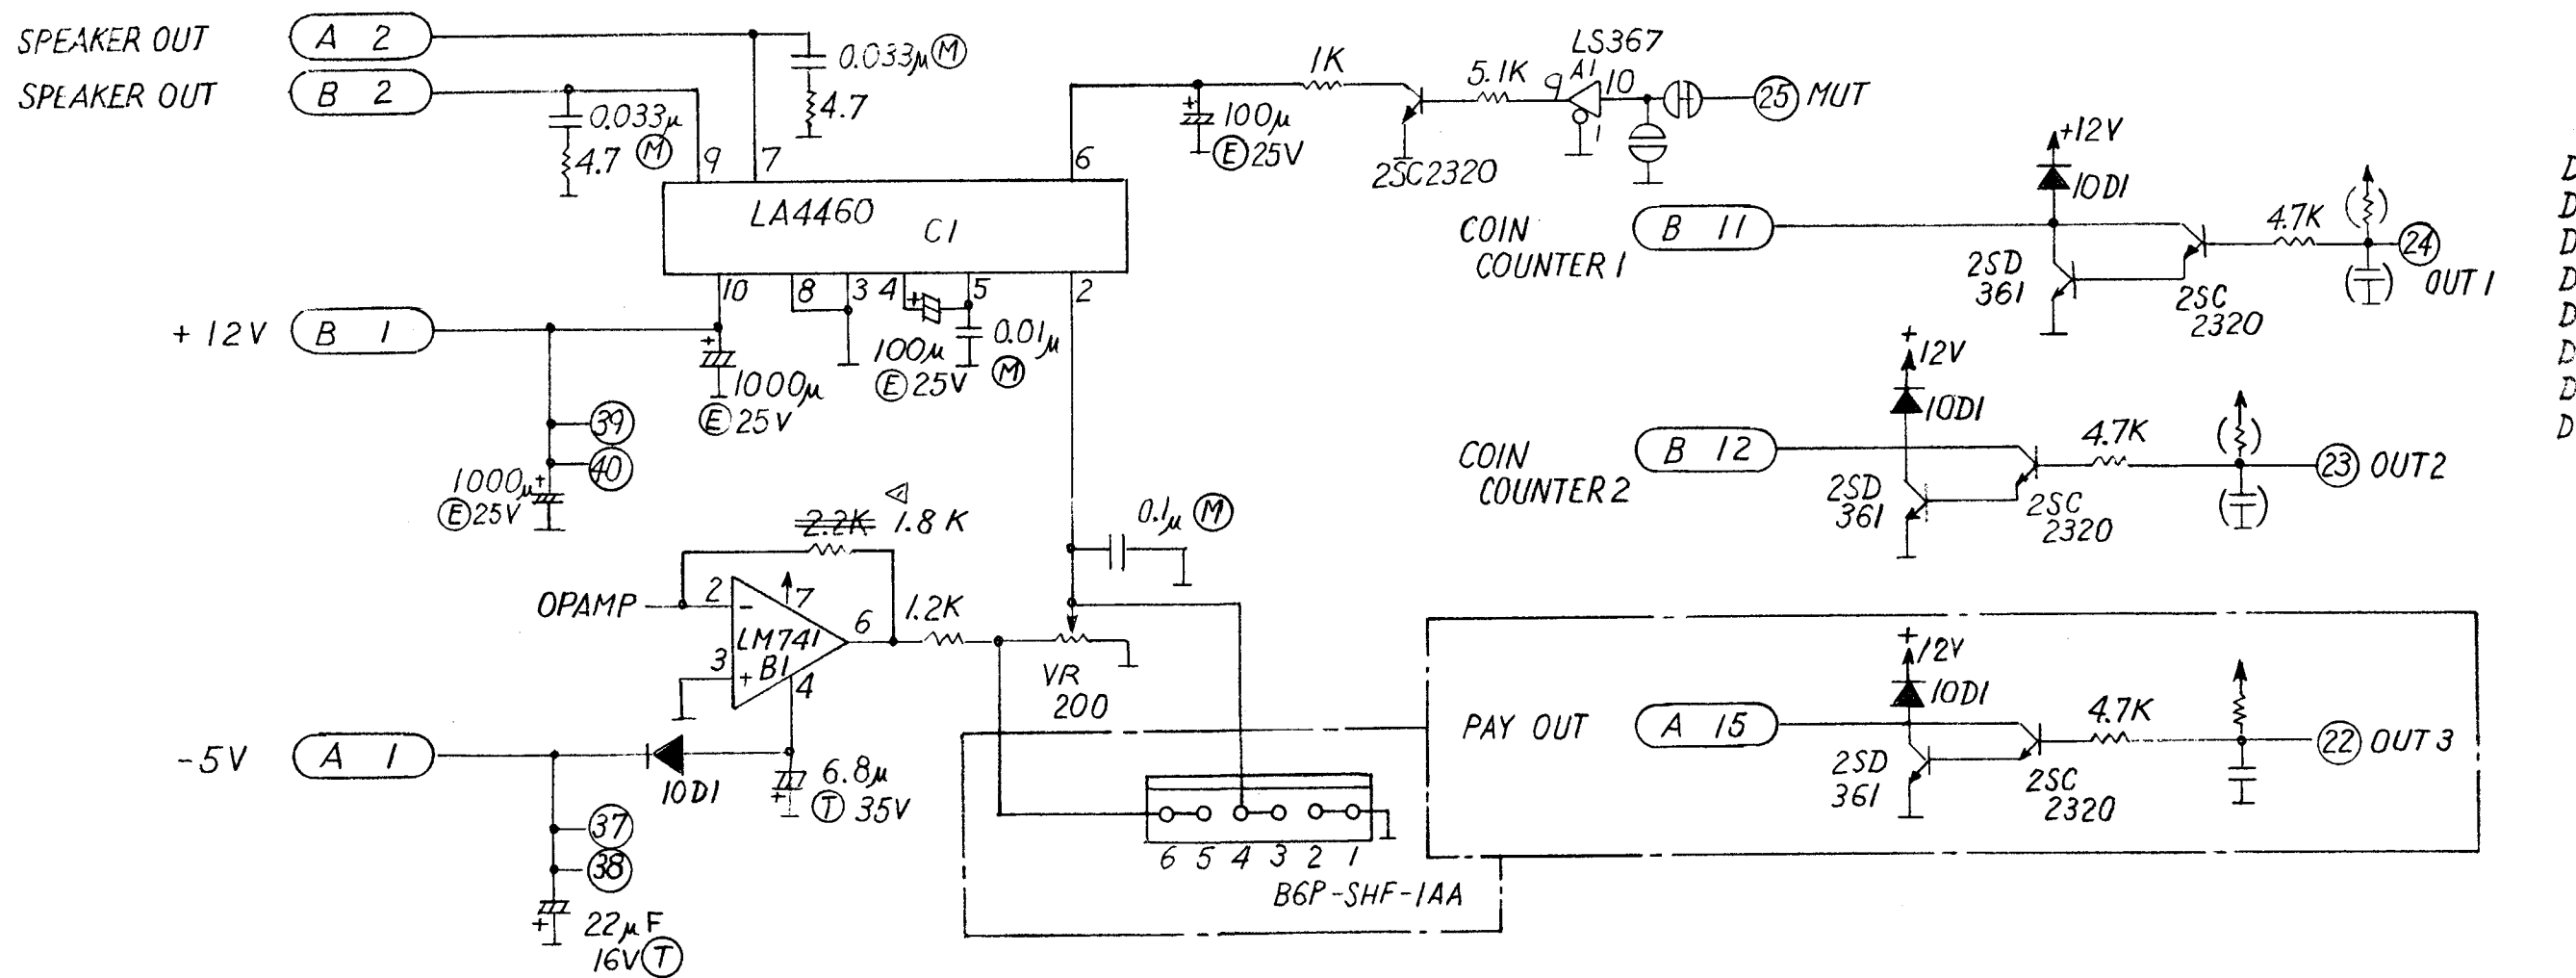 SPEAKER OUT A 2
SPEAKER OUT B 2
0.033μ M
4.7
0.033μ M
4.7
9
7
6
LA4460
C1
10
8
3
4
5
2
+12V B 1
+
1000μ
E 25V
+
100μ
E 25V
0.01μ
M
39
40
1000μ +
E 25V
+
100μ
E 25V
1K
2SC2320
5.1K
9
LS367
A1
10
1
25 MUT
COIN
COUNTER 1
B 11
+12V
10D1
2SD
361
2SC
2320
4.7K
( )
( )
24
OUT 1
COIN
COUNTER 2
B 12
+
12V
10D1
2SD
361
2SC
2320
4.7K
( )
( )
23 OUT2
2.2K 1.8K
OPAMP
2
-
7
LM741
B1
3
+
4
6
1.2K
0.1μ M
VR
200
-5V A 1
10D1
+
6.8μ
T 35V
37
38
+
22μF
16V T
6 5 4 3 2 1
B6P-SHF-1AA
PAY OUT A 15
+
12V
10D1
2SD
361
2SC
2320
4.7K
22 OUT 3
D
D
D
D
D
D
D
D